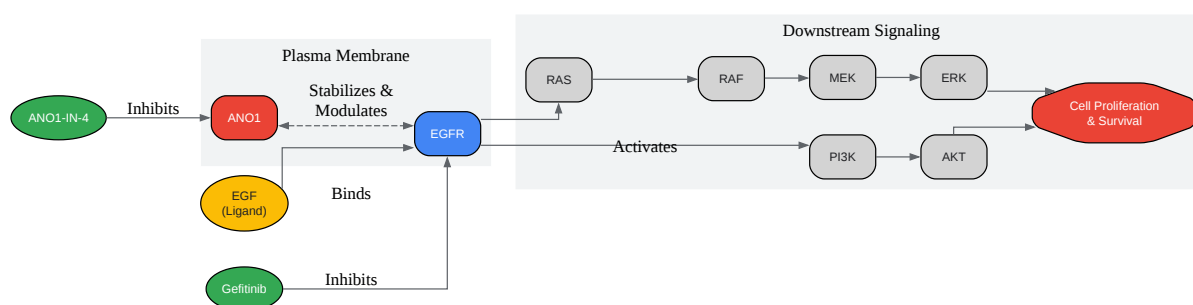 Downstream Signaling
Plasma Membrane
RAS
RAF
MEK
ERK
Stabilizes &
Modulates
Inhibits
ANO1-IN-4
ANO1
EGFR
Cell Proliferation
& Survival
Activates
PI3K
AKT
EGF
(Ligand)
Binds
Inhibits
Gefitinib